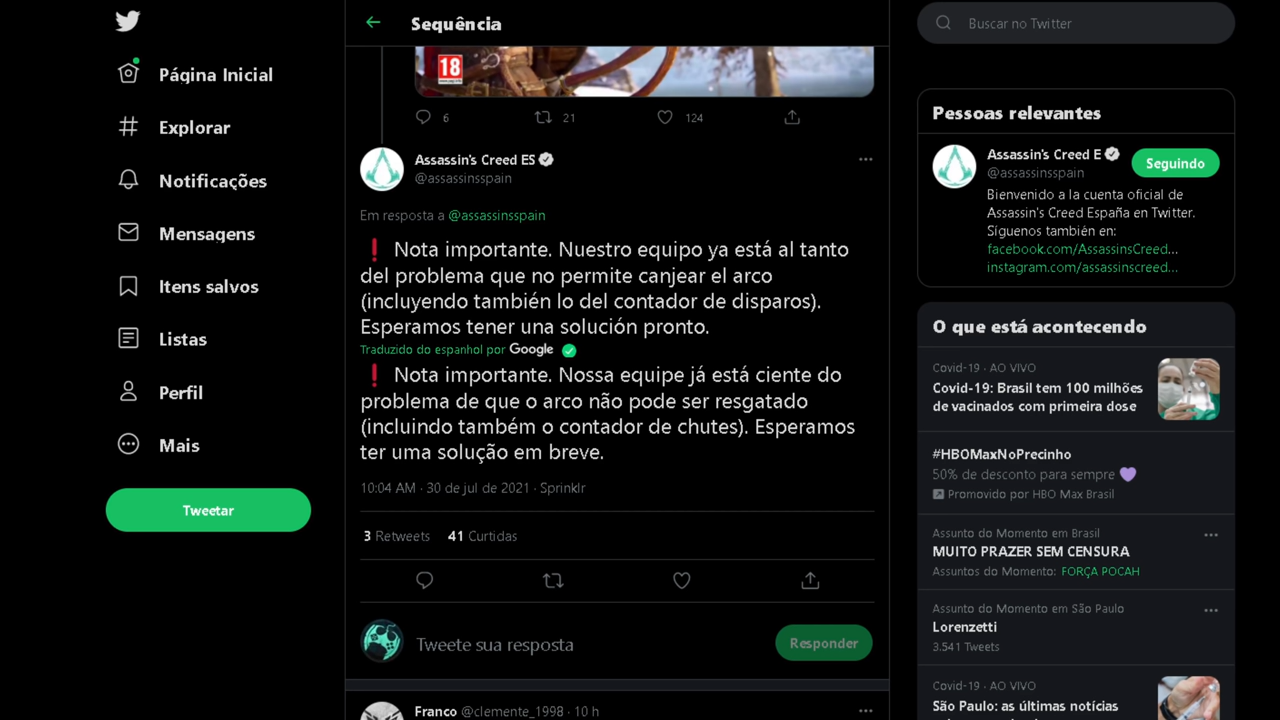 Página Inicial
Explorar
Notificações
Mensagens
Itens salvos
Listas
Perfil
Mais
Tweetar
Sequência
18
6 21 124
Assassin's Creed ES
@assassinsspain
Em resposta a @assassinsspain
❗ Nota importante. Nuestro equipo ya está al tanto
del problema que no permite canjear el arco
(incluyendo también lo del contador de disparos).
Esperamos tener una solución pronto.
Traduzido do espanhol por Google
❗ Nota importante. Nossa equipe já está ciente do
problema de que o arco não pode ser resgatado
(incluindo também o contador de chutes). Esperamos
ter uma solução em breve.
10:04 AM · 30 de jul de 2021 · Sprinklr
3 Retweets 41 Curtidas
Tweete sua resposta
Responder
Franco @clemente_1998 · 10 h
Buscar no Twitter
Pessoas relevantes
Assassin's Creed E
@assassinsspain
Seguindo
Bienvenido a la cuenta oficial de
Assassin's Creed España en Twitter.
Síguenos también en:
facebook.com/AssassinsCreed...
instagram.com/assassinscreed...
O que está acontecendo
Covid-19 · AO VIVO
Covid-19: Brasil tem 100 milhões
de vacinados com primeira dose
#HBOMaxNoPrecinho
50% de desconto para sempre 💜
Promovido por HBO Max Brasil
Assunto do Momento em Brasil
MUITO PRAZER SEM CENSURA
Assuntos do Momento: FORÇA POCAH
Assunto do Momento em São Paulo
Lorenzetti
3.541 Tweets
Covid-19 · AO VIVO
São Paulo: as últimas notícias